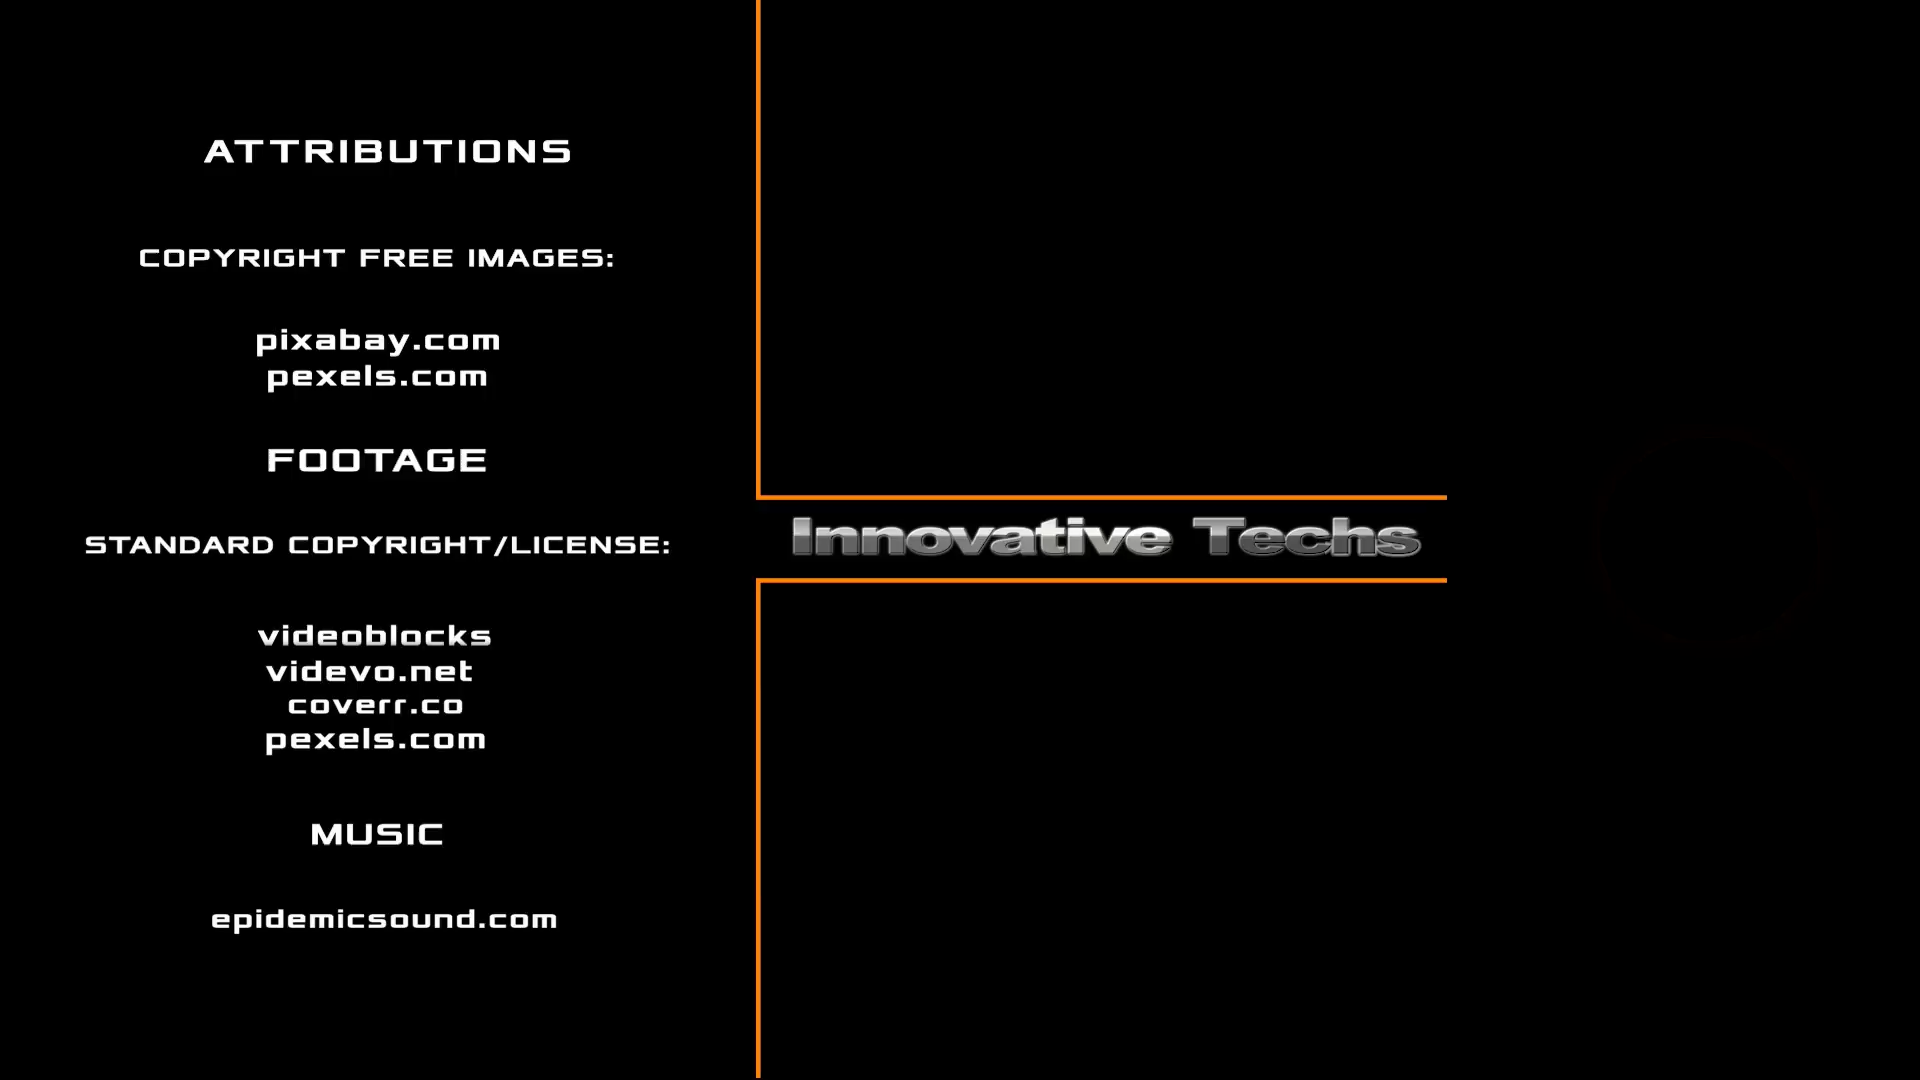 ATTRIBUTIONS
COPYRIGHT FREE IMAGES:
pixabay.com
pexels.com
FOOTAGE
STANDARD COPYRIGHT/LICENSE:
videoblocks
videvo.net
coverr.co
pexels.com
MUSIC
epidemicsound.com
Innovative Techs